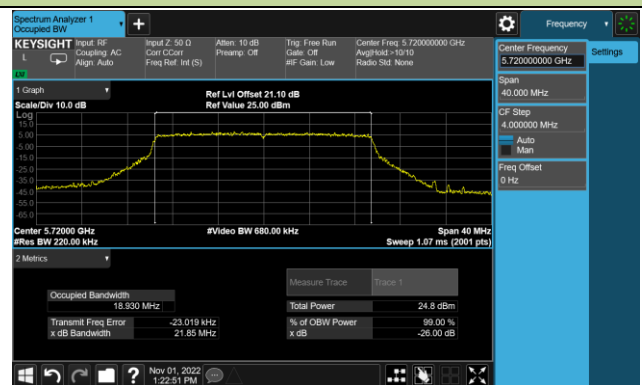 Spectrum Analyzer 1
Occupied BW
+
Frequency
KEYSIGHT
L
Input: RF
Coupling: AC
Align: Auto
Input Z: 50 Ω
Corr CCorr
Freq Ref: Int (S)
Atten: 10 dB
Preamp: Off
Trig: Free Run
Gate: Off
#IF Gain: Low
Center Freq: 5.720000000 GHz
Avg|Hold:>10/10
Radio Std: None
Center Frequency
5.720000000 GHz
Settings
Span
40.000 MHz
CF Step
4.000000 MHz
Auto
Man
Freq Offset
0 Hz
1 Graph
Scale/Div 10.0 dB
Ref Lvl Offset 21.10 dB
Ref Value 25.00 dBm
Log
15.0
5.00
-5.00
-15.0
-25.0
-35.0
-45.0
-55.0
-65.0
Center 5.72000 GHz
#Res BW 220.00 kHz
#Video BW 680.00 kHz
Span 40 MHz
Sweep 1.07 ms (2001 pts)
2 Metrics
Measure Trace
Trace 1
Occupied Bandwidth
18.930 MHz
Total Power
24.8 dBm
Transmit Freq Error
-23.019 kHz
% of OBW Power
99.00 %
x dB Bandwidth
21.85 MHz
x dB
-26.00 dB
?
Nov 01, 2022
1:22:51 PM